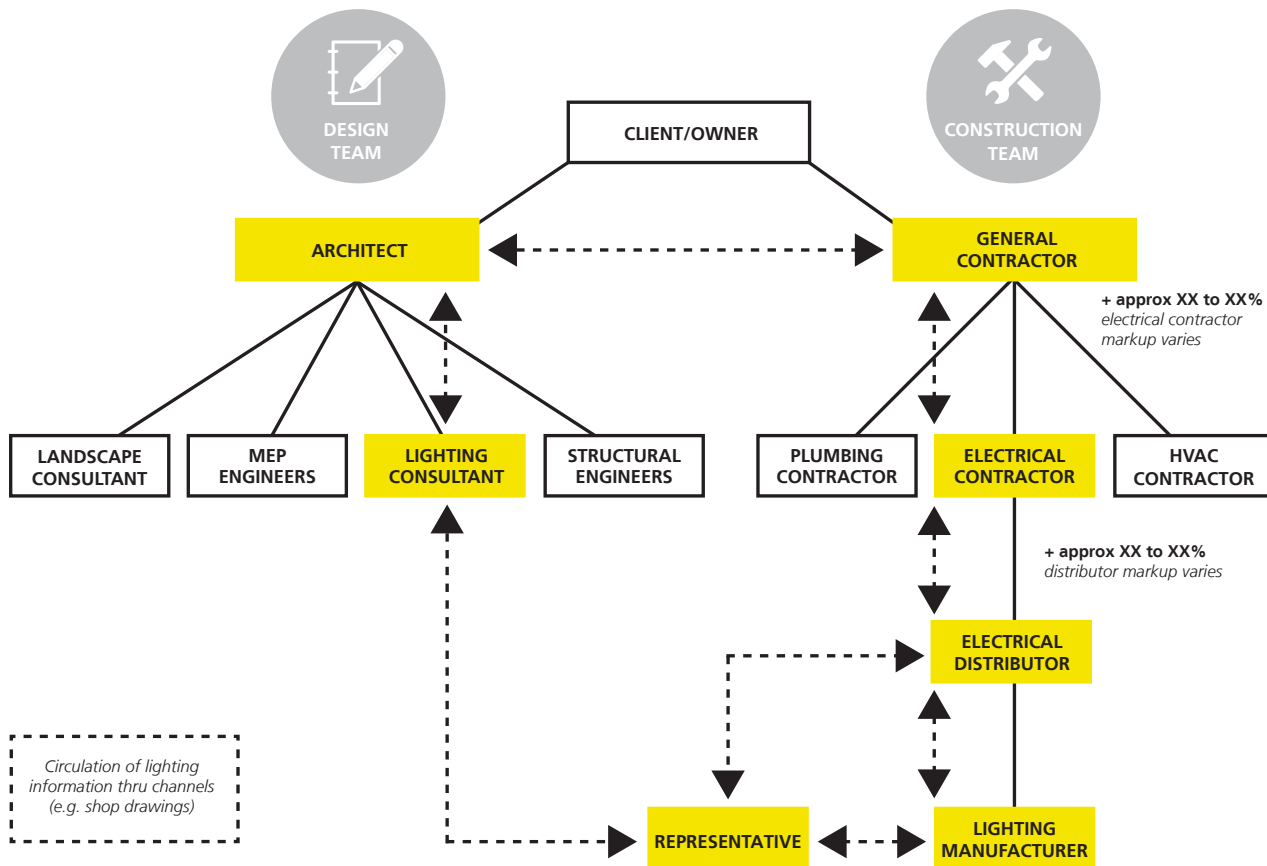 DESIGN
TEAM
CLIENT/OWNER
CONSTRUCTION
TEAM
ARCHITECT
GENERAL
CONTRACTOR
+ approx XX to XX%
electrical contractor
markup varies
LANDSCAPE
CONSULTANT
MEP
ENGINEERS
LIGHTING
CONSULTANT
STRUCTURAL
ENGINEERS
PLUMBING
CONTRACTOR
ELECTRICAL
CONTRACTOR
HVAC
CONTRACTOR
+ approx XX to XX%
distributor markup varies
ELECTRICAL
DISTRIBUTOR
Circulation of lighting
information thru channels
(e.g. shop drawings)
REPRESENTATIVE
LIGHTING
MANUFACTURER